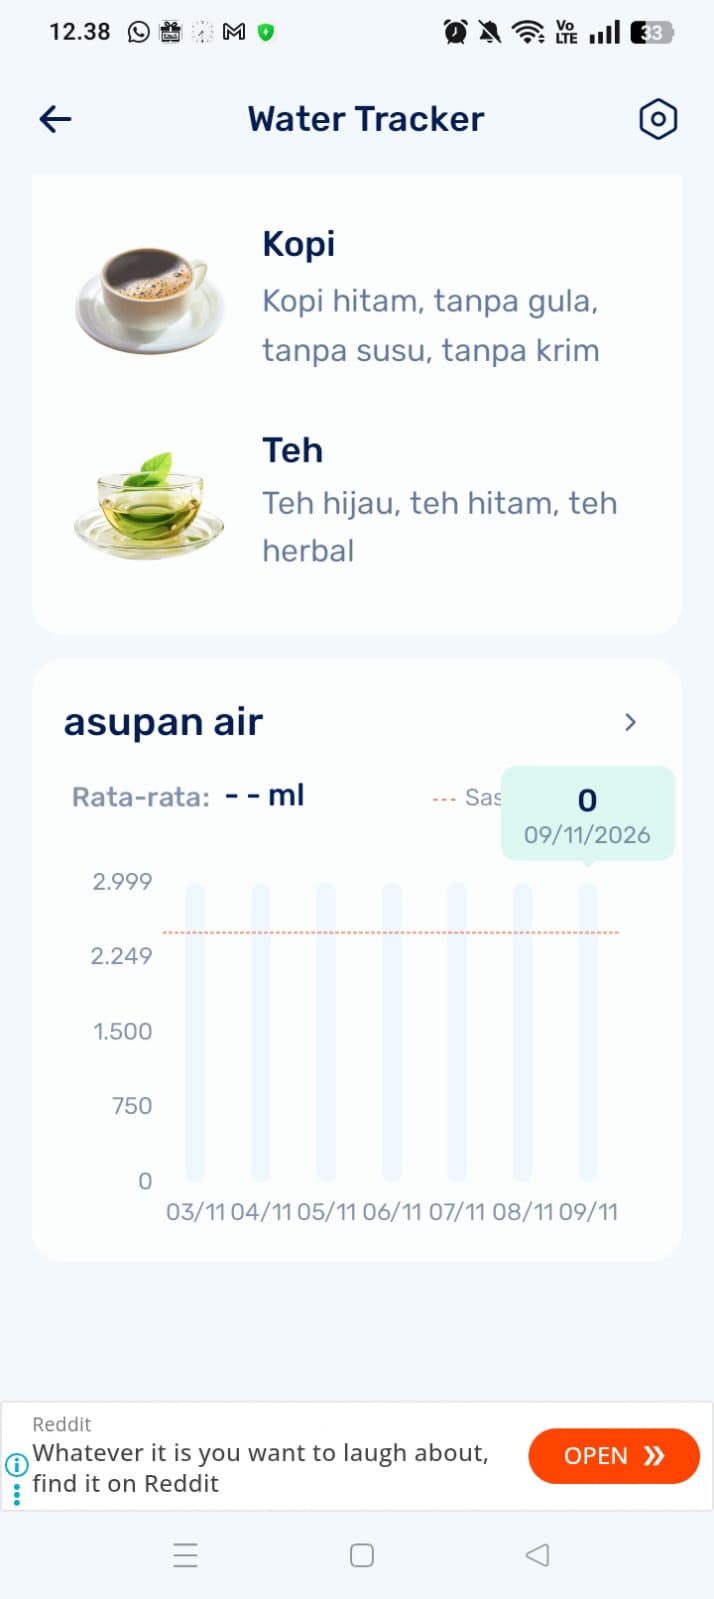 12.38
Vo
LTE
33
Water Tracker
Kopi
Kopi hitam, tanpa gula,
tanpa susu, tanpa krim
Teh
Teh hijau, teh hitam, teh
herbal
asupan air
Rata-rata: - - ml
--- Sas
0
09/11/2026
2.999
2.249
1.500
750
0
03/11 04/11 05/11 06/11 07/11 08/11 09/11
Reddit
Whatever it is you want to laugh about,
find it on Reddit
OPEN